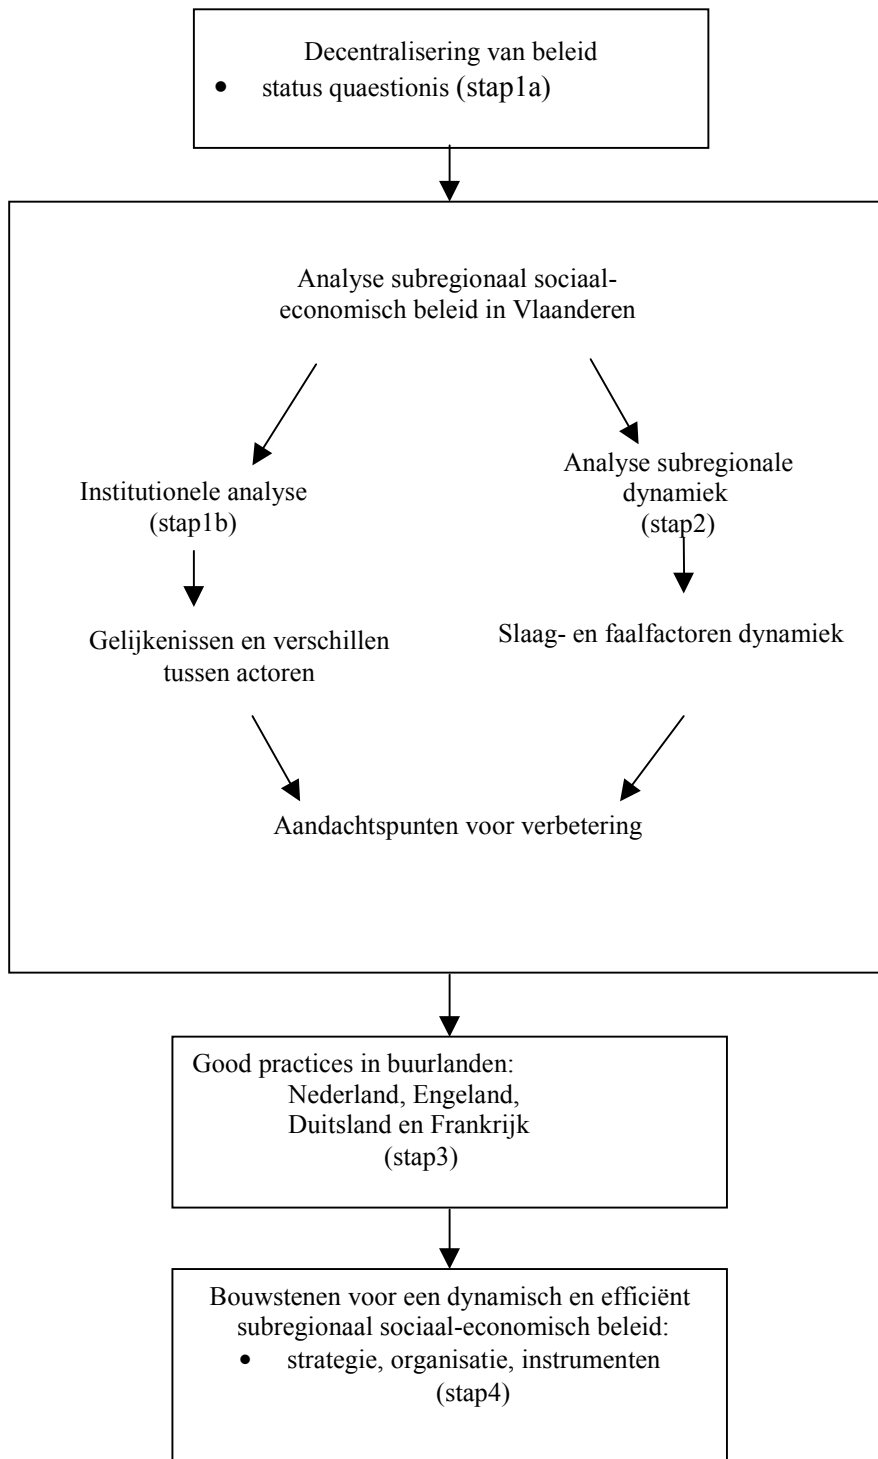 Decentralisering van beleid
• status quaestionis (stap1a)
Analyse subregionaal sociaal-
economisch beleid in Vlaanderen
Institutionele analyse
(stap1b)
Analyse subregionale
dynamiek
(stap2)
Gelijkenissen en verschillen
tussen actoren
Slaag- en faalfactoren dynamiek
Aandachtspunten voor verbetering
Good practices in buurlanden:
Nederland, Engeland,
Duitsland en Frankrijk
(stap3)
Bouwstenen voor een dynamisch en efficiënt
subregionaal sociaal-economisch beleid:
• strategie, organisatie, instrumenten
(stap4)